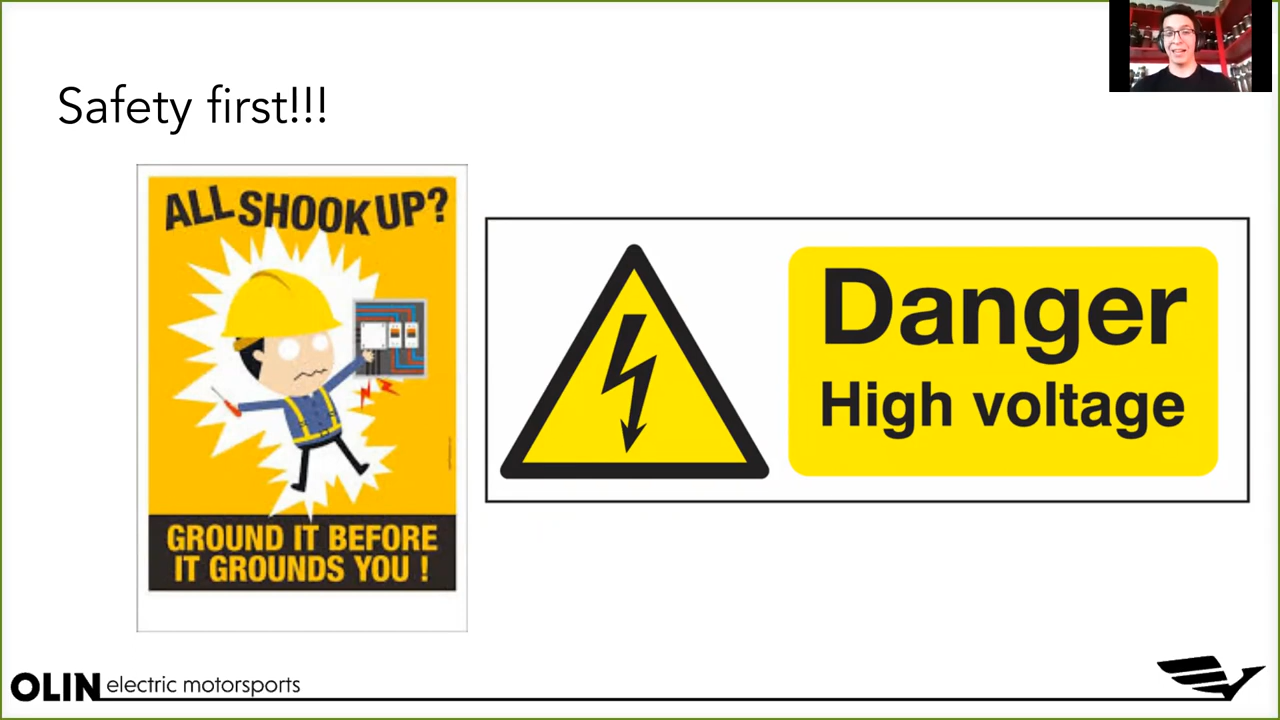 Safety first!!!
ALL SHOOK UP?
GROUND IT BEFORE
IT GROUNDS YOU !
Danger
High voltage
OLIN electric motorsports